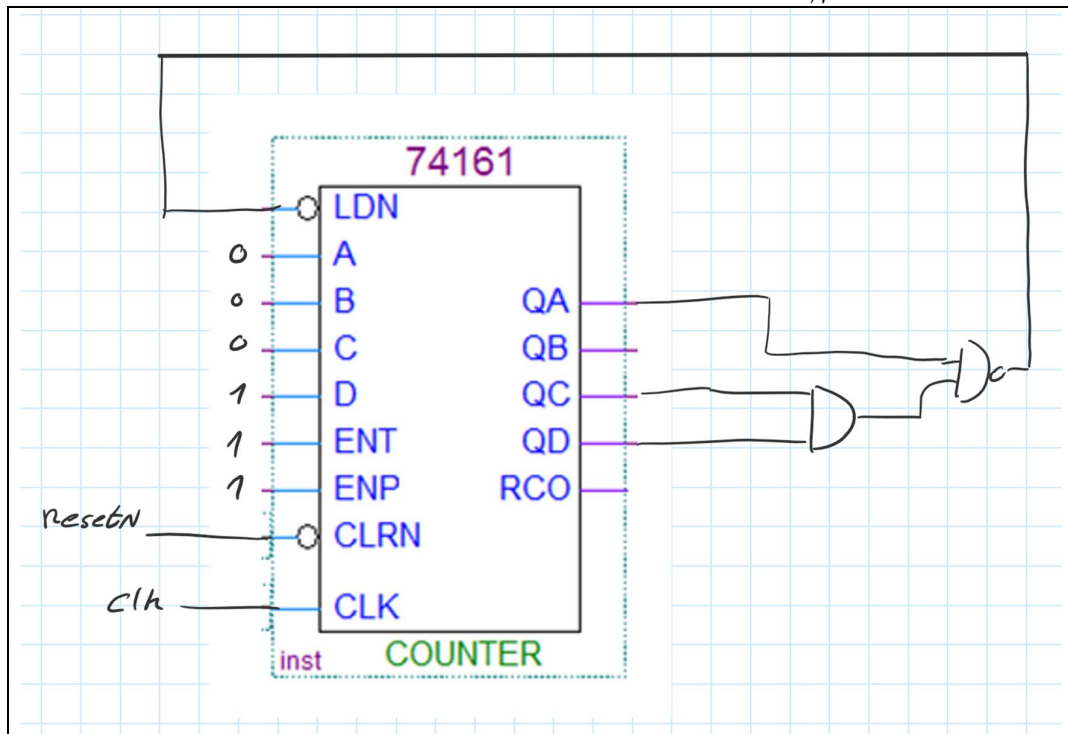 74161
LDN
0 A
0 B QA
0 C QB
1 D QC
1 ENT QD
1 ENP RCO
resetN CLRN
clk CLK
inst COUNTER